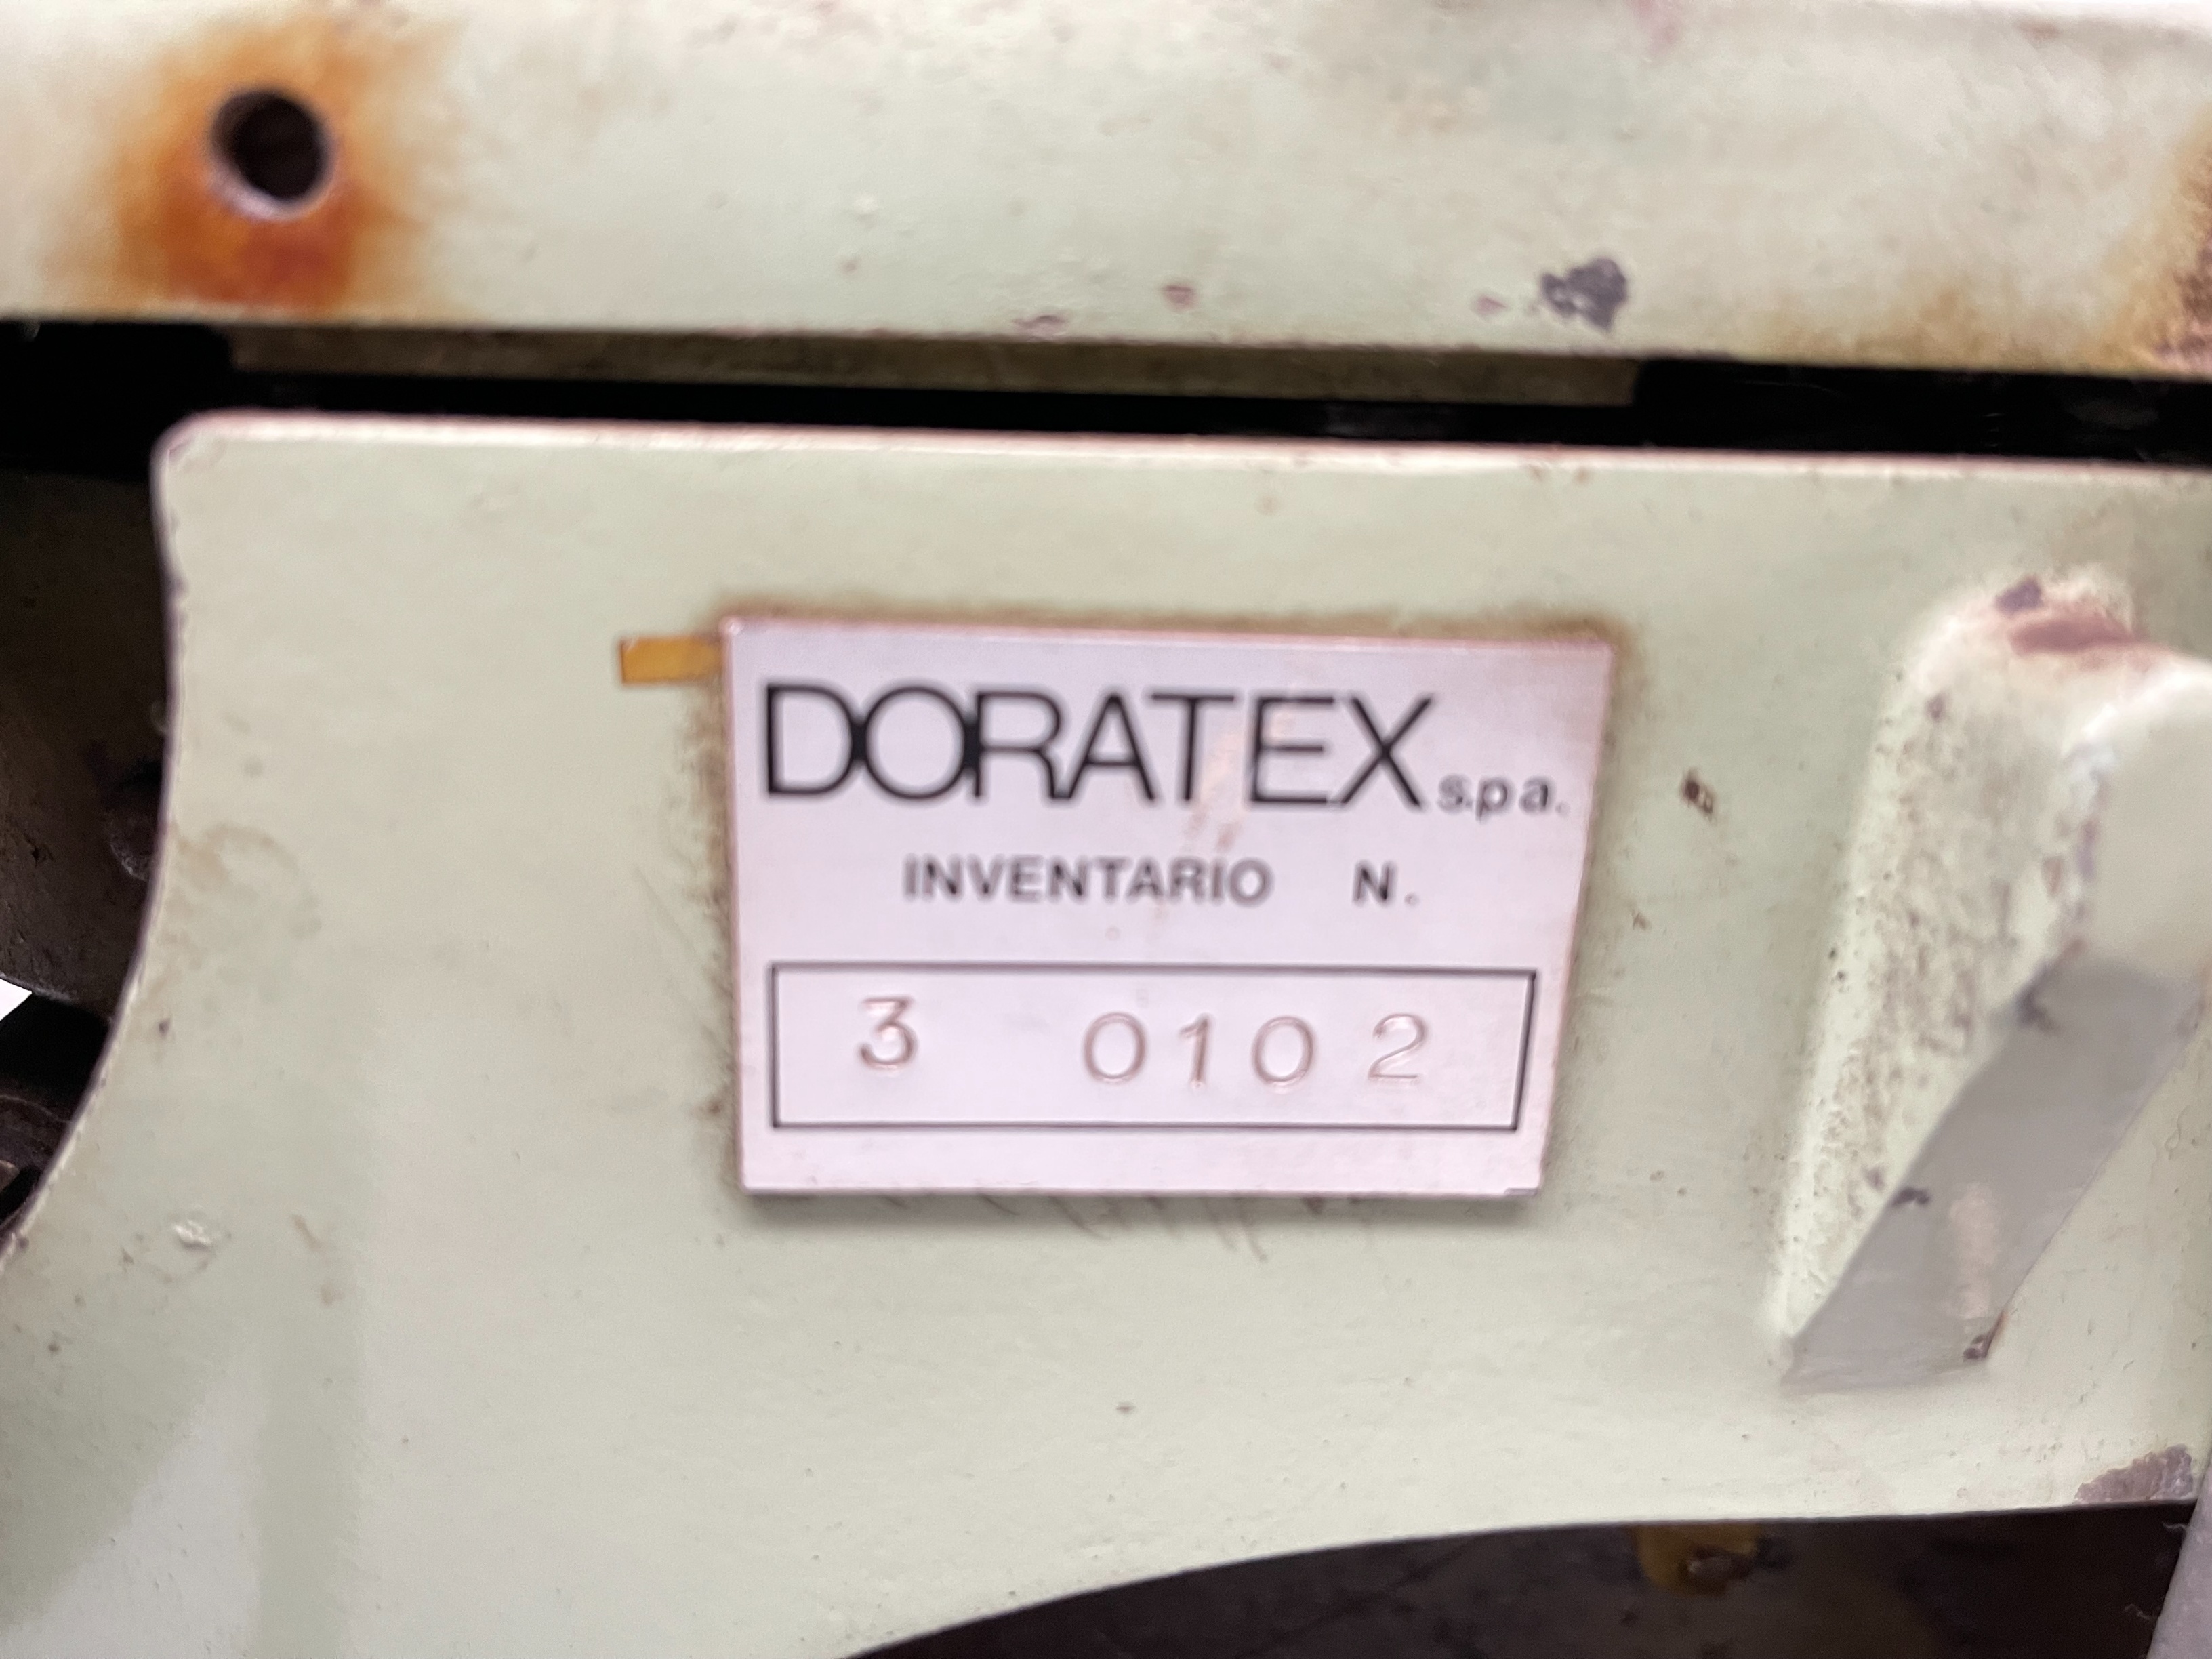 DORATEX s.p.a.
INVENTARIO N.
3 0102